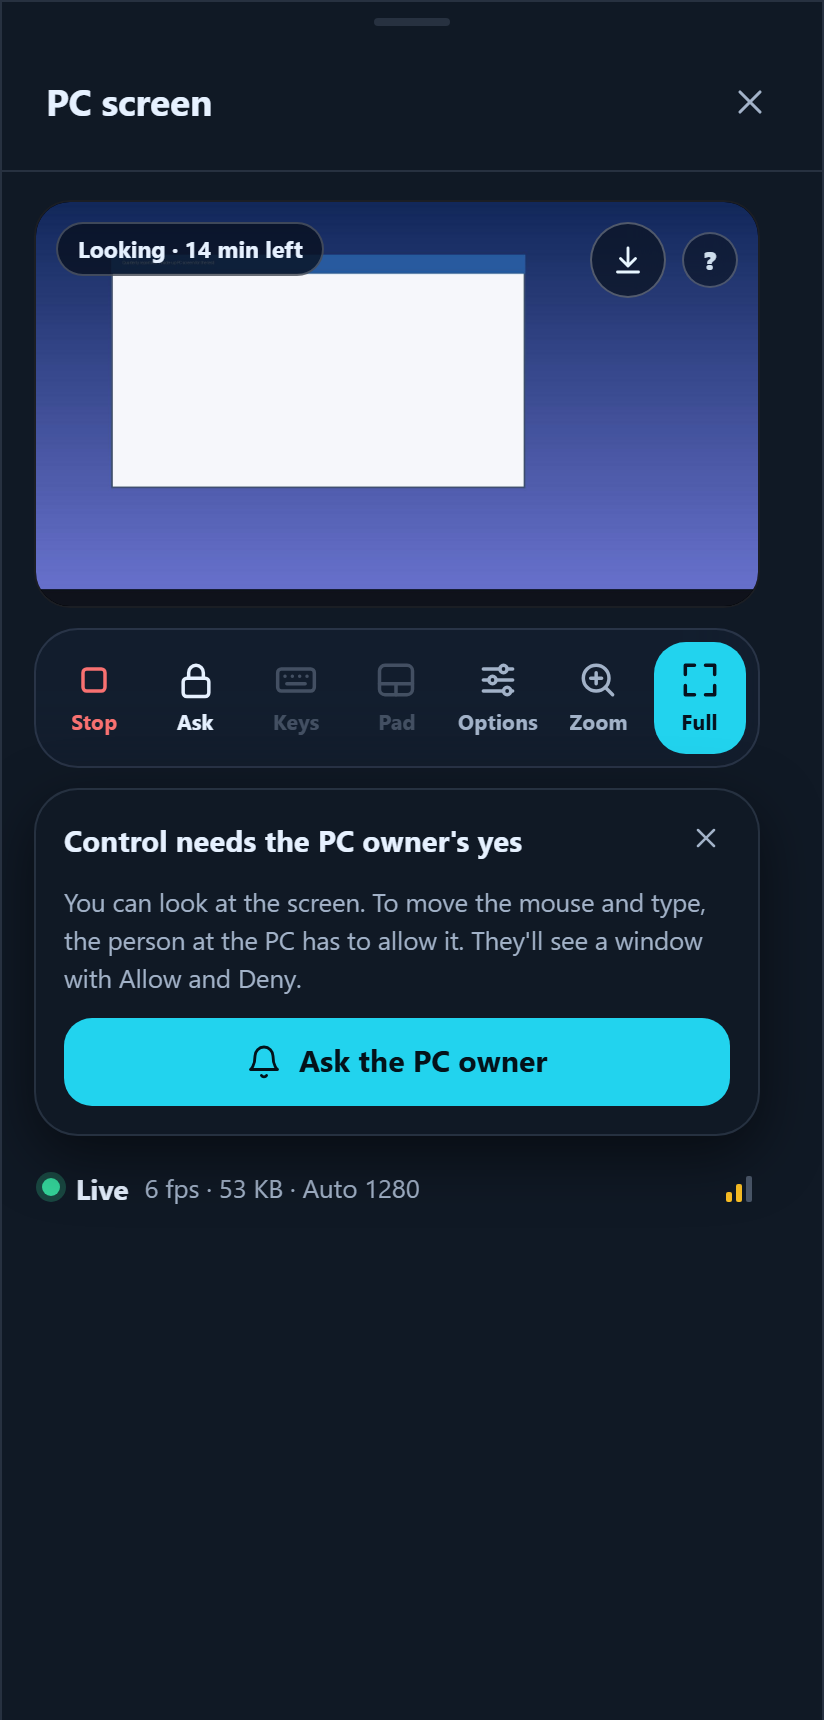 PC screen
Looking · 14 min left
?
Stop
Ask
Keys
Pad
Options
Zoom
Full
Control needs the PC owner's yes
You can look at the screen. To move the mouse and type,
the person at the PC has to allow it. They'll see a window
with Allow and Deny.
Ask the PC owner
Live 6 fps · 53 KB · Auto 1280